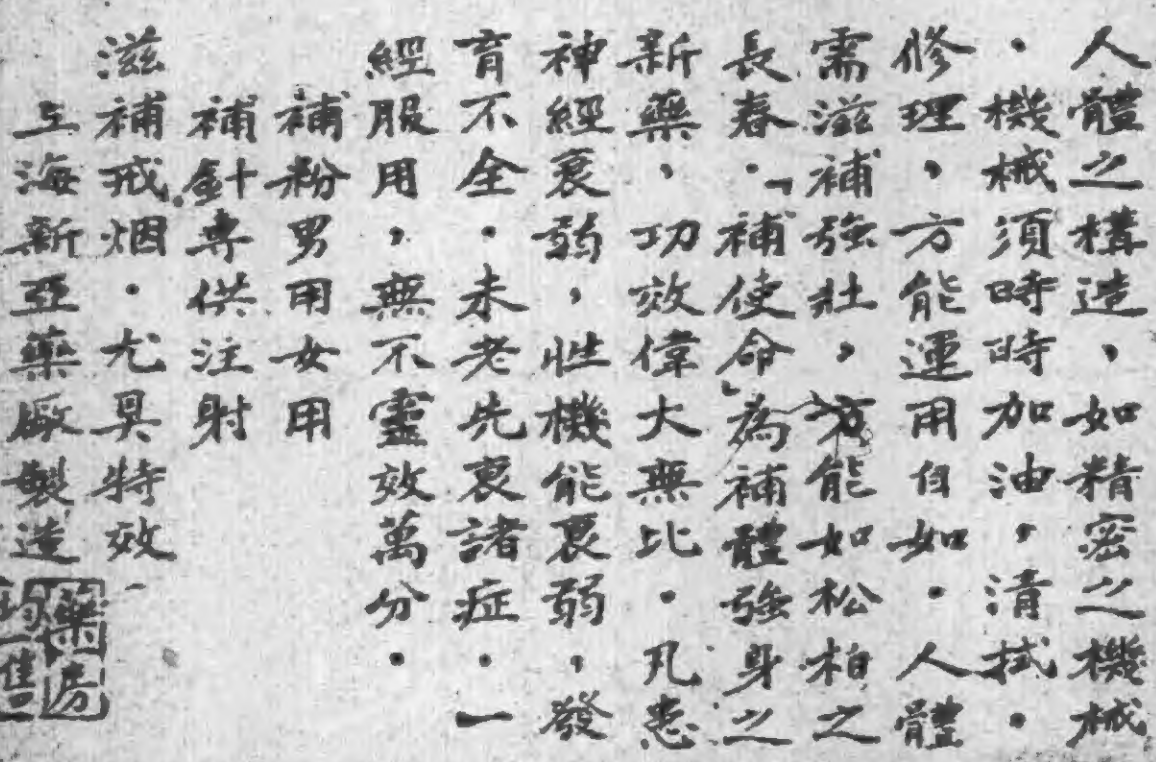 人體之構造，如精密之機械
・機械須時時加油，清拭・
修理，方能運用自如・人體
需滋補強壯，方能如松柏之
長春・「補使命」為補體強身之
新藥，功效偉大無比・凡患
神經衰弱，性機能衰弱，發
育不全・未老先衰諸症・一
經服用，無不靈效萬分・
補粉男用女用
補針專供注射
滋補戒烟・尤具特效
上海新亞藥廠製造
藥房
均售